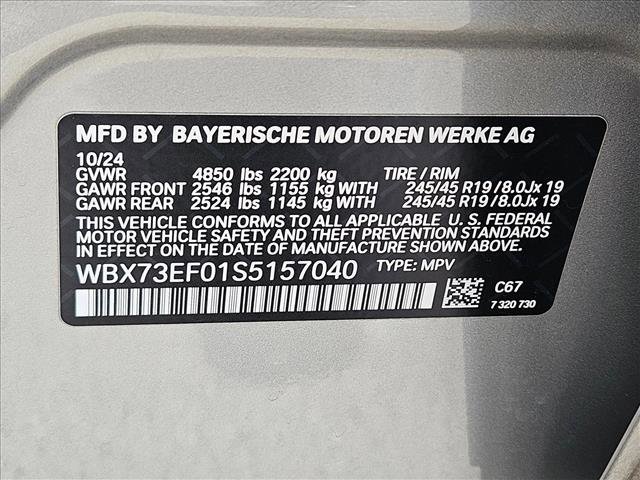 MFD BY BAYERISCHE MOTOREN WERKE AG
10/24
GVWR 4850 lbs 2200 kg TIRE / RIM
GAWR FRONT 2546 lbs 1155 kg WITH 245/45 R19/8.0Jx 19
GAWR REAR 2524 lbs 1145 kg WITH 245/45 R19/8.0Jx 19
THIS VEHICLE CONFORMS TO ALL APPLICABLE U. S. FEDERAL
MOTOR VEHICLE SAFETY AND THEFT PREVENTION STANDARDS
IN EFFECT ON THE DATE OF MANUFACTURE SHOWN ABOVE.
WBX73EF01S5157040 TYPE: MPV
C67
7 320 730